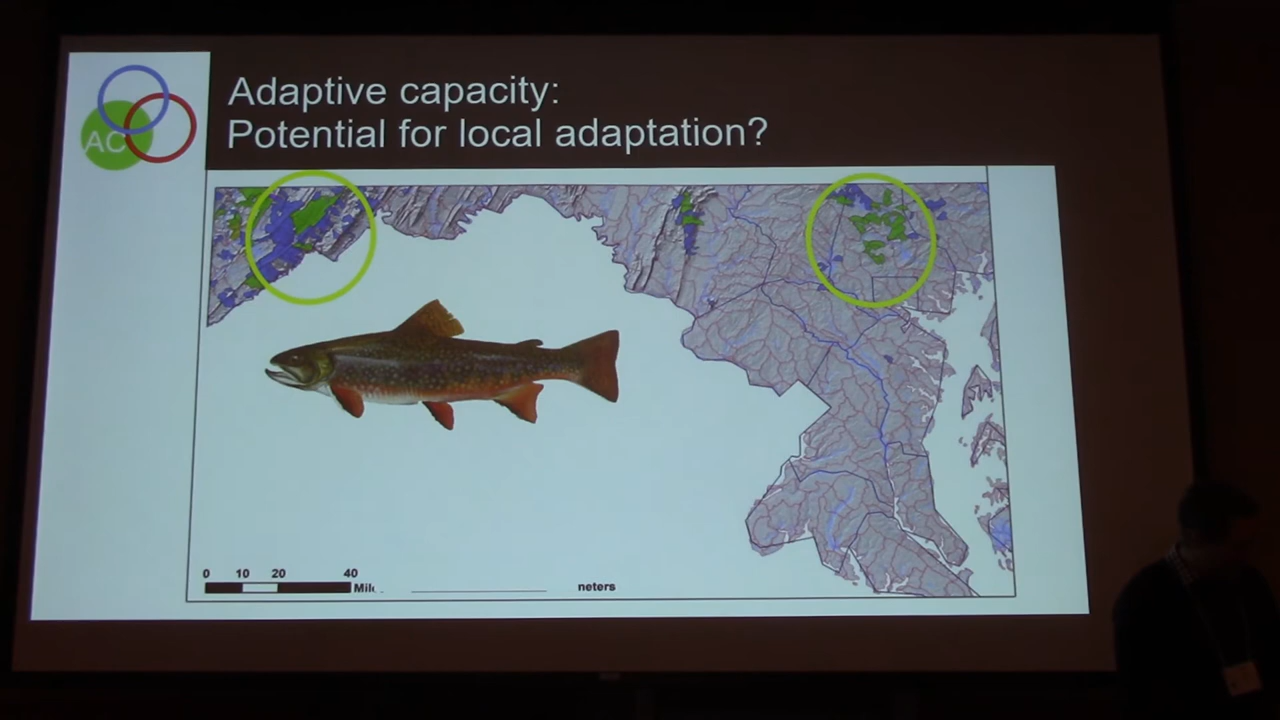 AC
Adaptive capacity:
Potential for local adaptation?
0 10 20 40
neters